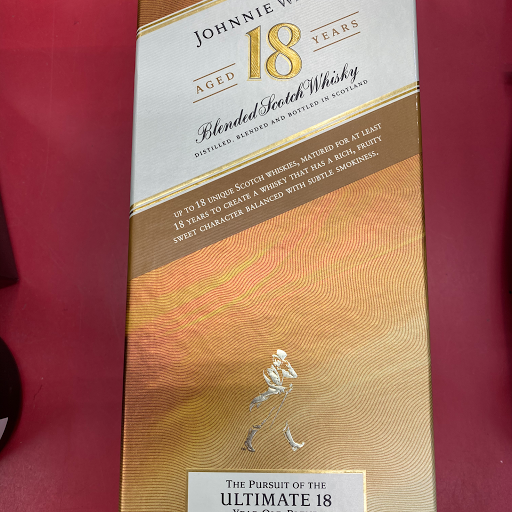 JOHNNIE
AGED 18 YEARS
Blended Scotch Whisky
DISTILLED, BLENDED AND BOTTLED IN SCOTLAND
UP TO 18 UNIQUE SCOTCH WHISKIES, MATURED FOR AT LEAST
18 YEARS TO CREATE A WHISKY THAT HAS A RICH, FRUITY
SWEET CHARACTER BALANCED WITH SUBTLE SMOKINESS.
THE PURSUIT OF THE
ULTIMATE 18